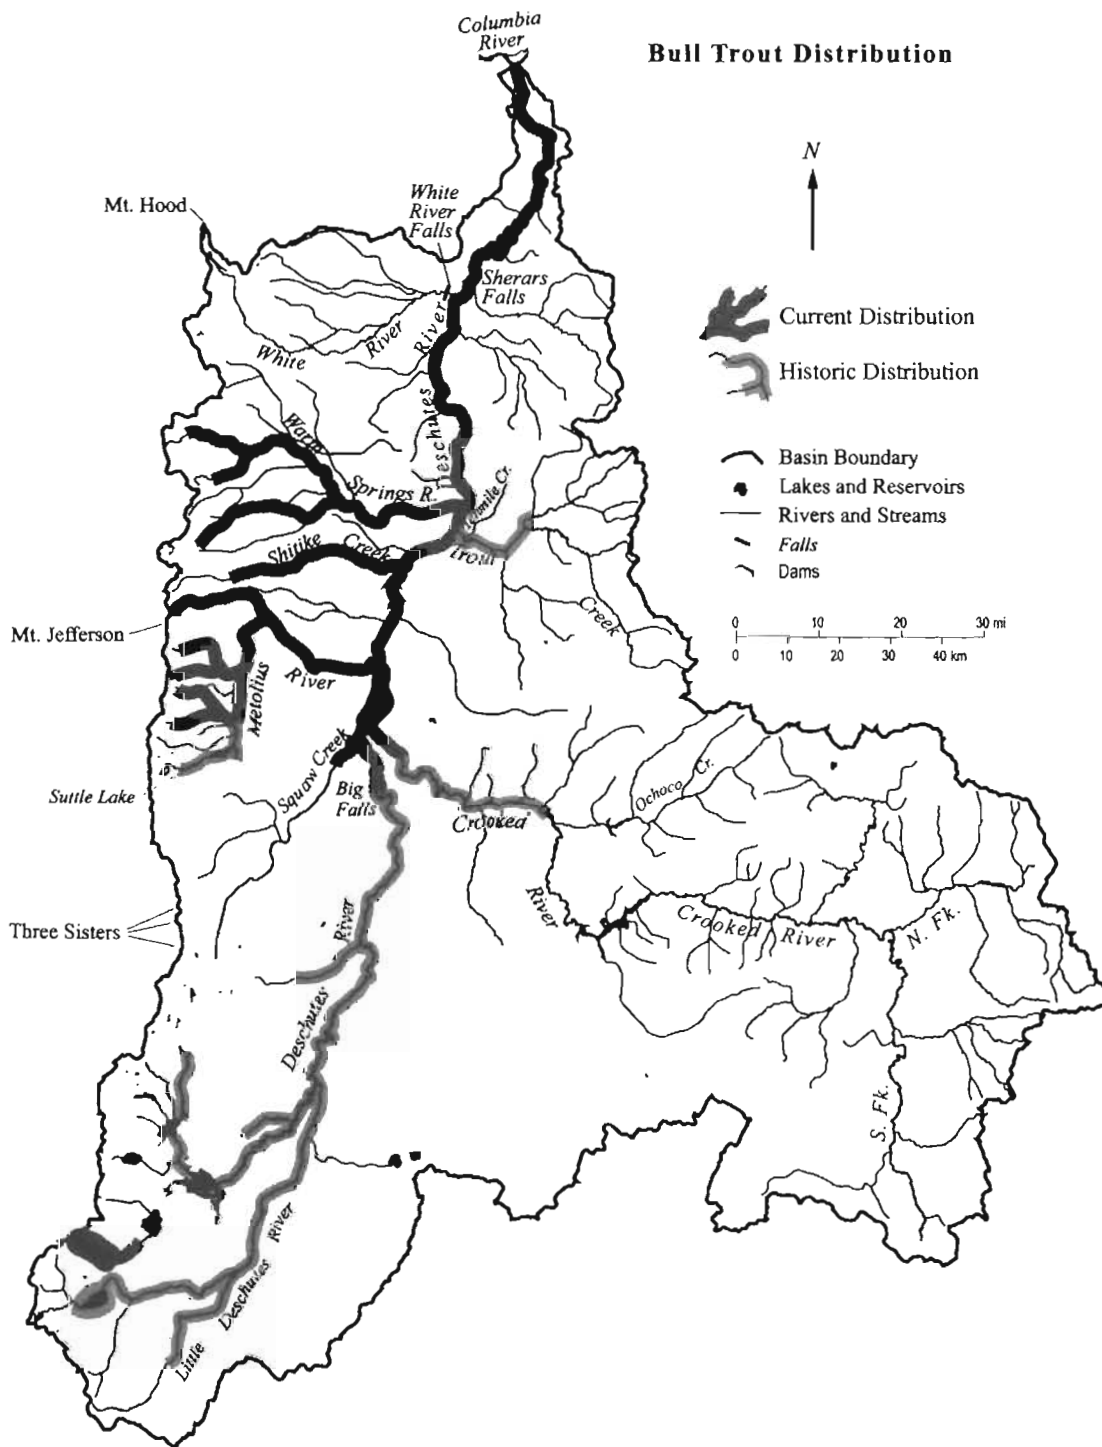 Columbia
River
Bull Trout Distribution
N
Mt. Hood
White
River
Falls
Sherars
Falls
Current Distribution
Historic Distribution
White
River
River
Deschutes
Warm
Springs R.
Basin Boundary
Lakes and Reservoirs
Rivers and Streams
Falls
Dams
Trout
Creek
Shitike
Creek
Mt. Jefferson
0 10 20 30 mi
0 10 20 30 40 km
River
Metolius
Suttle Lake
Squaw Creek
Big
Falls
Crooked
River
Ochoco Cr.
Three Sisters
River
Deschutes
Crooked River
N. Fk.
S. Fk.
River
Deschutes
Little